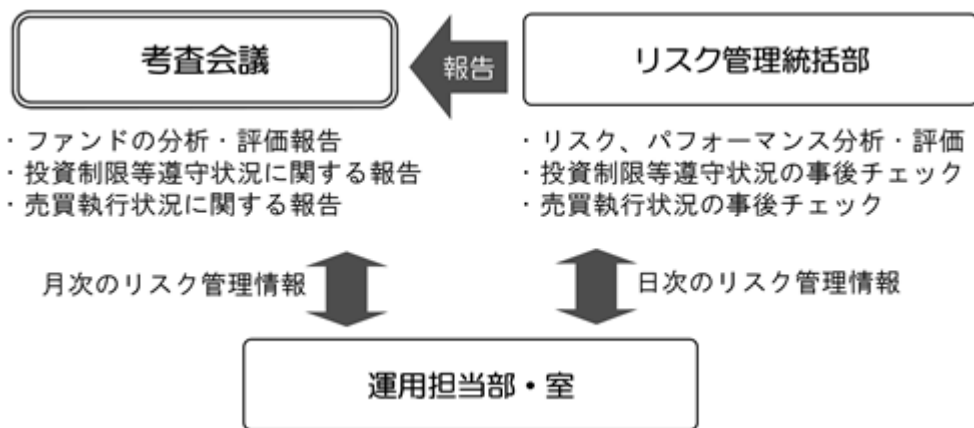 考査会議
報告
リスク管理統括部
・ファンドの分析・評価報告
・投資制限等遵守状況に関する報告
・売買執行状況に関する報告
・リスク、パフォーマンス分析・評価
・投資制限等遵守状況の事後チェック
・売買執行状況の事後チェック
月次のリスク管理情報
日次のリスク管理情報
運用担当部・室